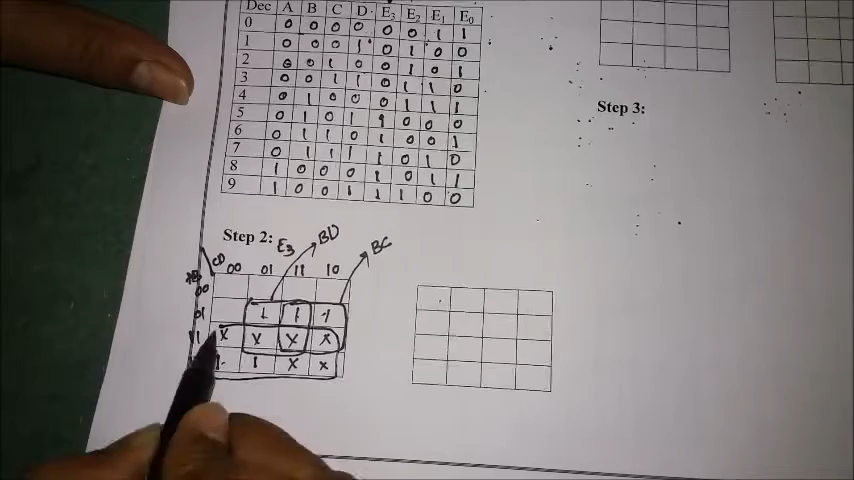 Dec A B C D E3 E2 E1 E0
0 0 0 0 0 0 0 1 1
1 0 0 0 1 0 1 0 0
2 0 0 1 0 0 1 0 1
3 0 0 1 1 0 1 1 0
4 0 1 0 0 0 1 1 1
5 0 1 0 1 1 0 0 0
6 0 1 1 0 1 0 0 1
7 0 1 1 1 1 0 1 0
8 1 0 0 0 1 0 1 1
9 1 0 0 1 1 1 0 0
Step 3:
Step 2: E3 BD BC
CD 00 01 11 10
AB
00
01 1 1 1
11 X X X X
1 1 X X